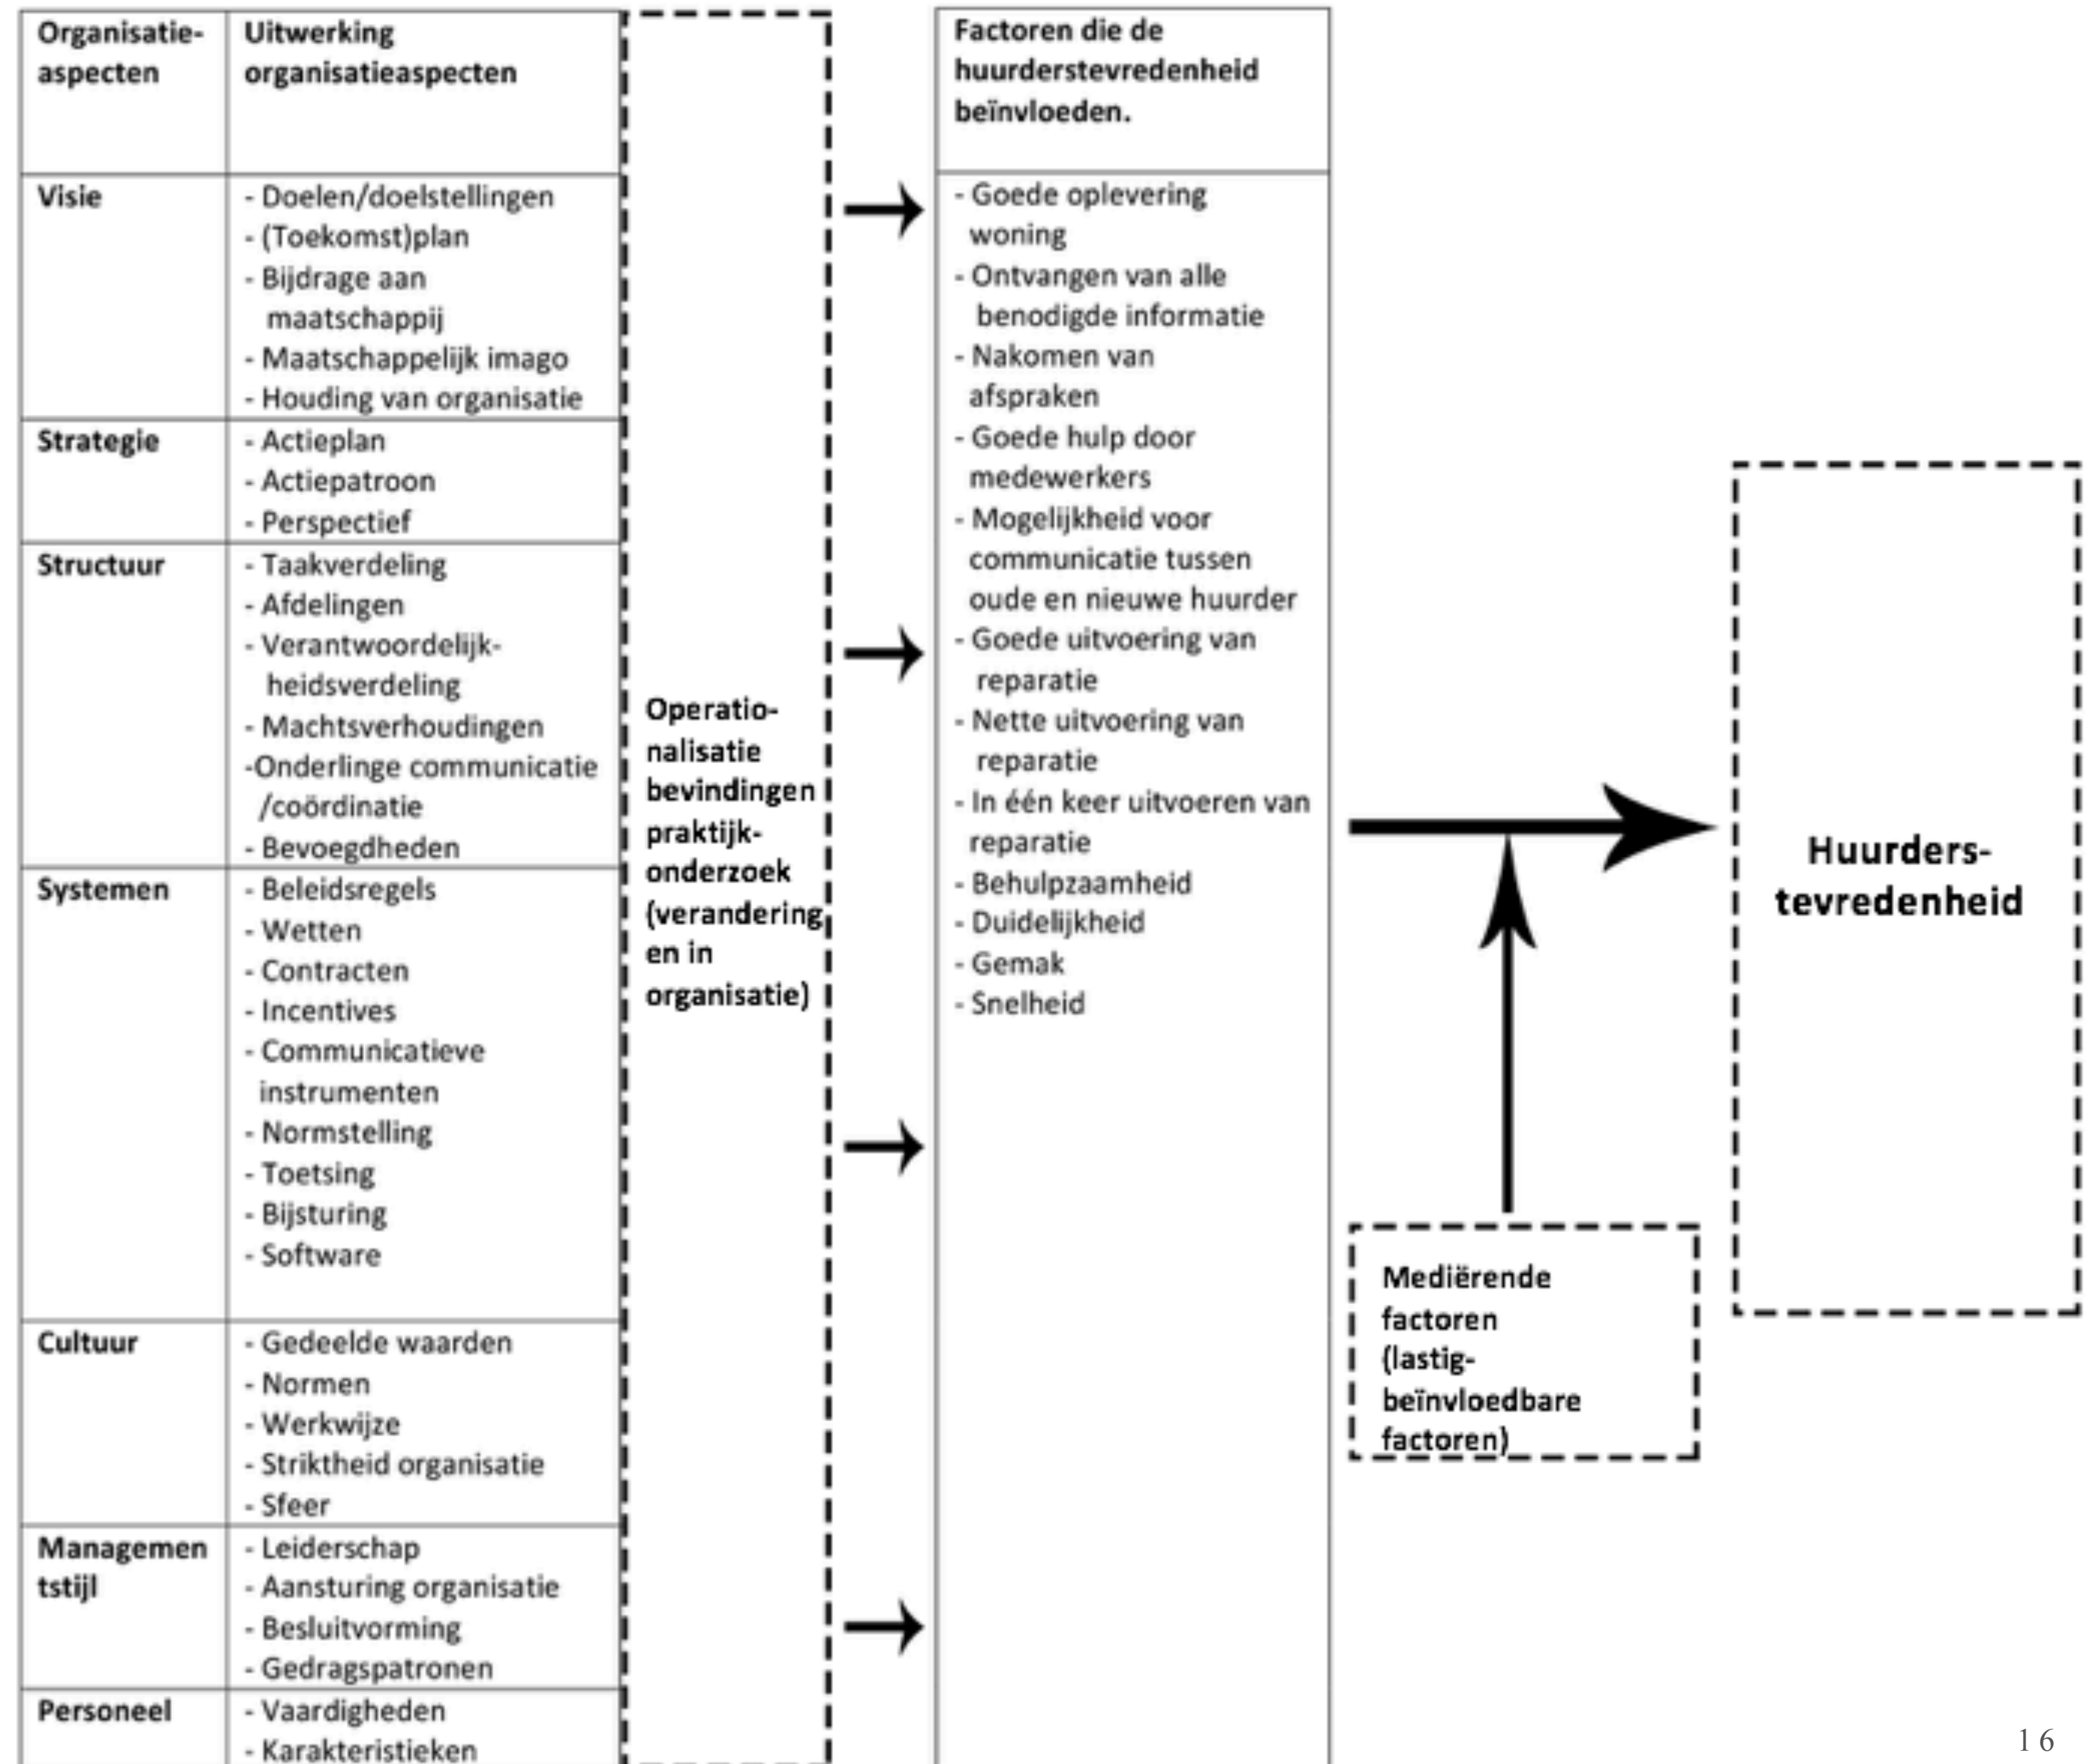 Organisatie-
aspecten
Uitwerking
organisatieaspecten
Visie
- Doelen/doelstellingen
- (Toekomst)plan
- Bijdrage aan
maatschappij
- Maatschappelijk imago
- Houding van organisatie
Strategie
- Actieplan
- Actiepatroon
- Perspectief
Structuur
- Taakverdeling
- Afdelingen
- Verantwoordelijk-
heidsverdeling
- Machtsverhoudingen
-Onderlinge communicatie
/coördinatie
- Bevoegdheden
Systemen
- Beleidsregels
- Wetten
- Contracten
- Incentives
- Communicatieve
instrumenten
- Normstelling
- Toetsing
- Bijsturing
- Software
Cultuur
- Gedeelde waarden
- Normen
- Werkwijze
- Striktheid organisatie
- Sfeer
Managemen
tstijl
- Leiderschap
- Aansturing organisatie
- Besluitvorming
- Gedragspatronen
Personeel
- Vaardigheden
- Karakteristieken
Operatio-
nalisatie
bevindingen
praktijk-
onderzoek
(verandering
en in
organisatie)
Factoren die de
huurderstevredenheid
beïnvloeden.
- Goede oplevering
woning
- Ontvangen van alle
benodigde informatie
- Nakomen van
afspraken
- Goede hulp door
medewerkers
- Mogelijkheid voor
communicatie tussen
oude en nieuwe huurder
- Goede uitvoering van
reparatie
- Nette uitvoering van
reparatie
- In één keer uitvoeren van
reparatie
- Behulpzaamheid
- Duidelijkheid
- Gemak
- Snelheid
Mediërende
factoren
(lastig-
beïnvloedbare
factoren)
Huurders-
tevredenheid
16